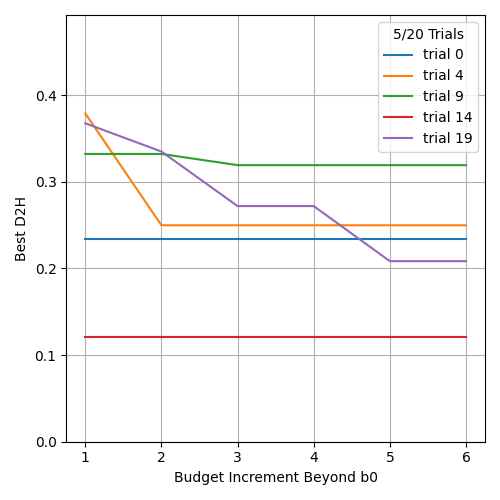 5/20 Trials
trial 0
trial 4
trial 9
trial 14
trial 19
Best D2H
0.4
0.3
0.2
0.1
0.0
1 2 3 4 5 6
Budget Increment Beyond b0